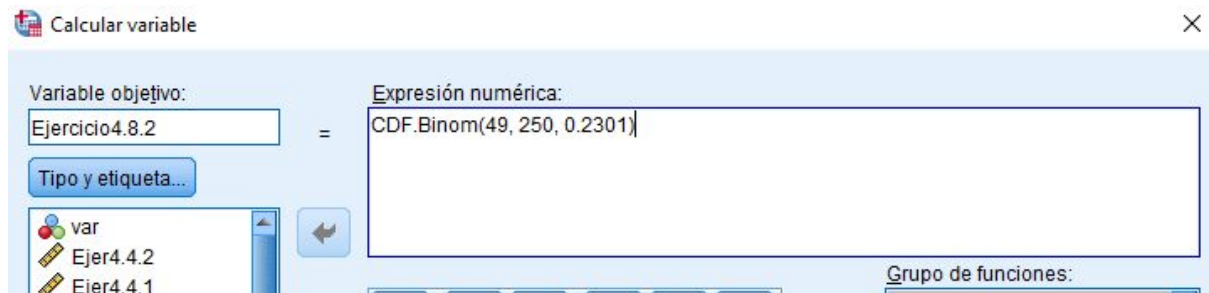 Calcular variable
Variable objetivo:
Expresión numérica:
Ejercicio4.8.2
=
CDF.Binom(49, 250, 0.2301)
Tipo y etiqueta...
var
Ejer4.4.2
Ejer4.4.1
Grupo de funciones: